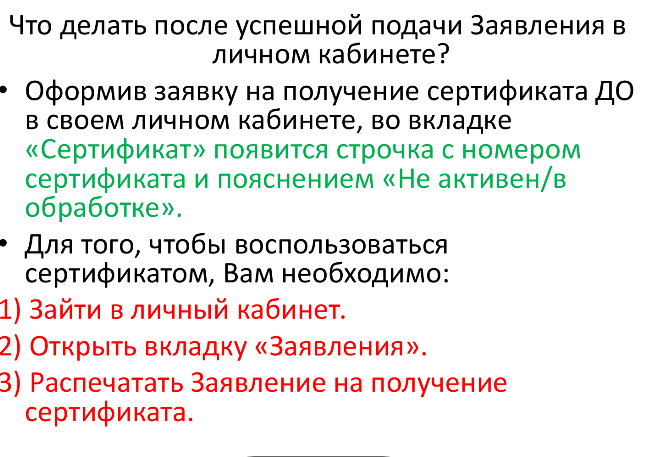 Что делать после успешной подачи Заявления в
личном кабинете?
• Оформив заявку на получение сертификата ДО
в своем личном кабинете, во вкладке
«Сертификат» появится строчка с номером
сертификата и пояснением «Не активен/в
обработке».
• Для того, чтобы воспользоваться
сертификатом, Вам необходимо:
1) Зайти в личный кабинет.
2) Открыть вкладку «Заявления».
3) Распечатать Заявление на получение
сертификата.